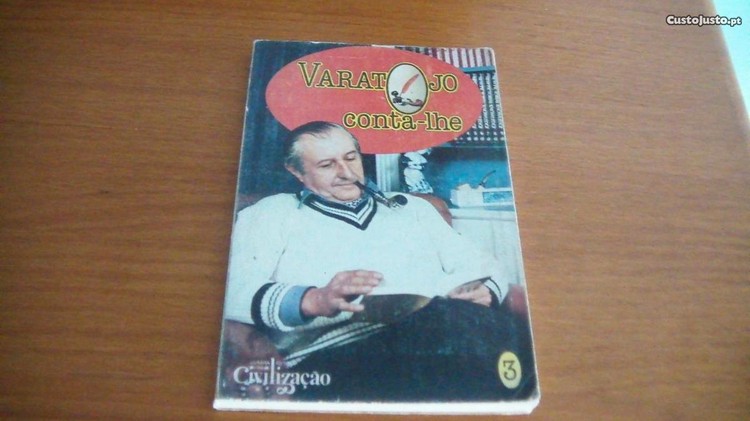 CustoJusto.pt
VARATOJO
conta-lhe
Civilização
3